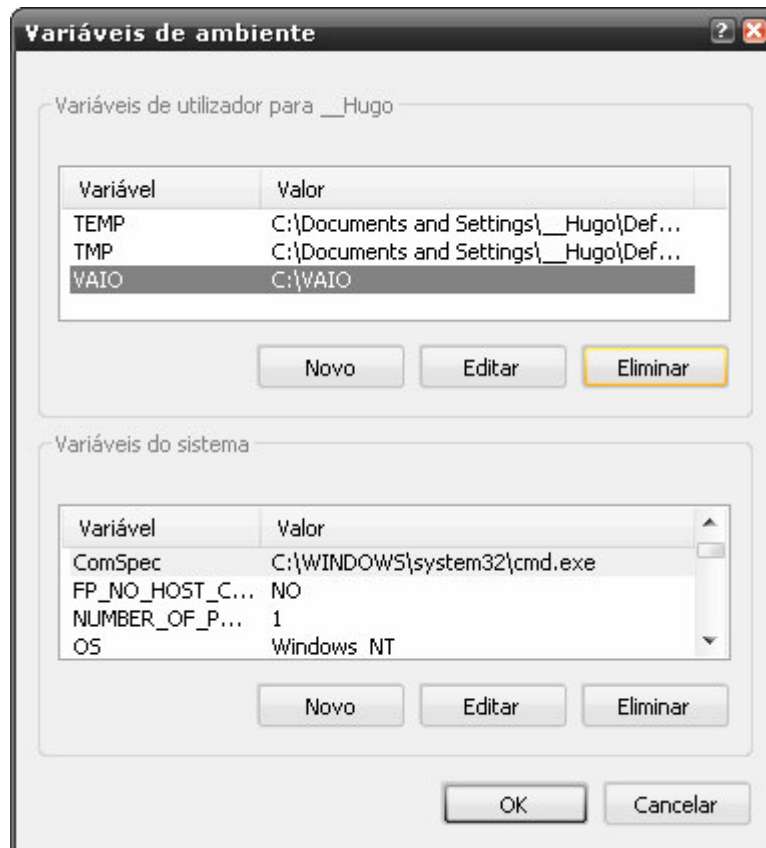 Variáveis de ambiente
Variáveis de utilizador para __Hugo
Variável Valor
TEMP C:\Documents and Settings\__Hugo\Def...
TMP C:\Documents and Settings\__Hugo\Def...
VAIO C:\VAIO
Novo Editar Eliminar
Variáveis do sistema
Variável Valor
ComSpec C:\WINDOWS\system32\cmd.exe
FP_NO_HOST_C... NO
NUMBER_OF_P... 1
OS Windows_NT
Novo Editar Eliminar
OK Cancelar